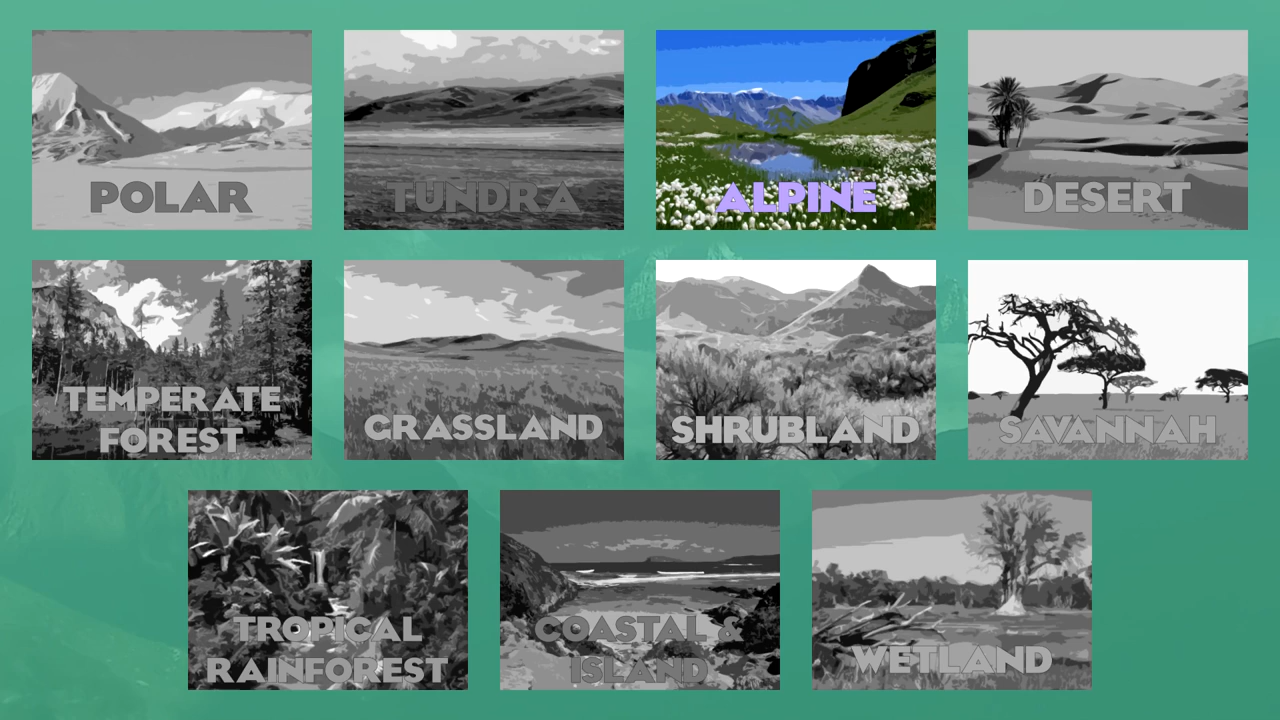 POLAR
TUNDRA
ALPINE
DESERT
TEMPERATE
FOREST
GRASSLAND
SHRUBLAND
SAVANNAH
TROPICAL
RAINFOREST
COASTAL &
ISLAND
WETLAND